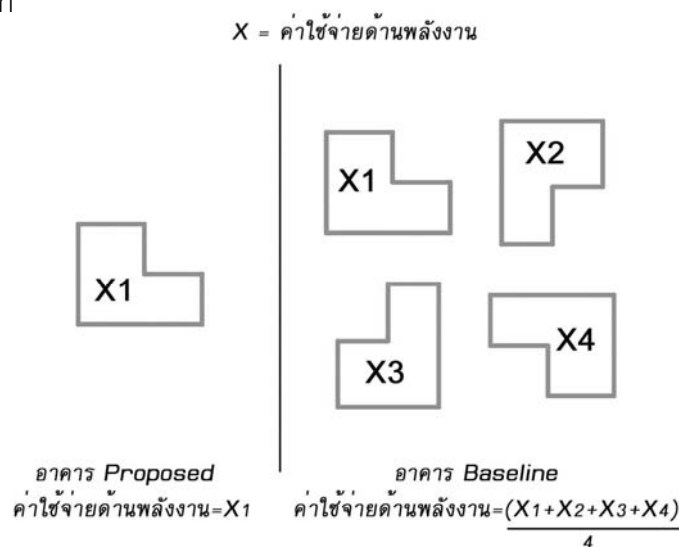 X = ค่าใช้จ่ายด้านพลังงาน
X1
X1
X2
X3
X4
อาคาร Proposed
ค่าใช้จ่ายด้านพลังงาน=X1
อาคาร Baseline
ค่าใช้จ่ายด้านพลังงาน=(X1+X2+X3+X4)
4